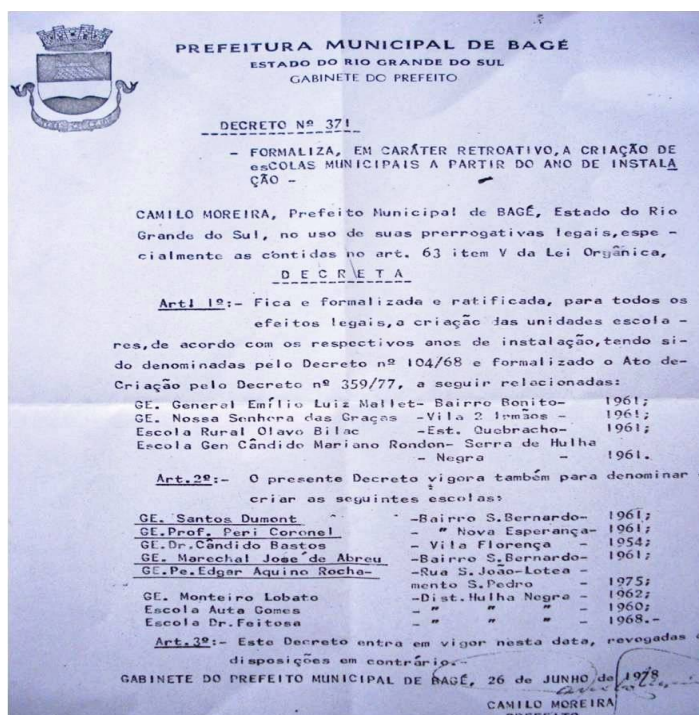 PREFEITURA MUNICIPAL DE BAGÉ
ESTADO DO RIO GRANDE DO SUL
GABINETE DO PREFEITO
DECRETO Nº 371
- FORMALIZA, EM CARÁTER RETROATIVO, A CRIAÇÃO DE
esCOLAS MUNICIPAIS A PARTIR DO ANO DE INSTALA
ÇÃO -
CAMILO MOREIRA, Prefeito Municipal de BAGÉ, Estado do Rio
Grande do Sul, no uso de suas prerrogativas legais,espe -
cialmente as contidas no art. 63 item V da Lei Orgânica,
D E C R E T A
Art! 1º:- Fica e formalizada e ratificada, para todos os
efeitos legais,a criação das unidades escola -
res,de acordo com os respectivos anos de instalação,tendo si-
do denominadas pelo Decreto nº 104/68 e formalizado o Ato de-
Criação pelo Decreto nº 359/77, a seguir relacionadas:
GE. General Emílio Luiz Mallet- Bairro Bonito- 1961;
GE. Nossa Senhora das Graças -Vila 2 Irmãos - 1961;
Escola Rural Olavo Bilac -Est. Quebracho- 1961;
Escola Gen Cândido Mariano Rondon- Serra de Hulha
- Negra - 1961.
Art.2º:- O presente Decreto vigora também para denominar
criar as seguintes escolas:
GE. Santos Dumont -Bairro S.Bernardo- 1961;
GE.Prof. Peri Coronel - " Nova Esperança- 1961;
GE.Dr.Cândido Bastos - Vila Florença - 1954;
GE. Marechal José de Abreu -Bairro S.Bernardo- 1961;
GE.Pe.Edgar Aquino Rocha- -Rua S.João-Lotea -
mento S.Pedro - 1975;
GE. Monteiro Lobato -Dist.Hulha Negra - 1962;
Escola Auta Gomes - " " " - 1960;
Escola Dr.Feitosa - " " " - 1968.-
Art.3º:- Este Decreto entra em vigor nesta data, revogadas
disposições em contrário.-
GABINETE DO PREFEITO MUNICIPAL DE BAGÉ, 26 de JUNHO de 1978
CAMILO MOREIRA
PREFEITO